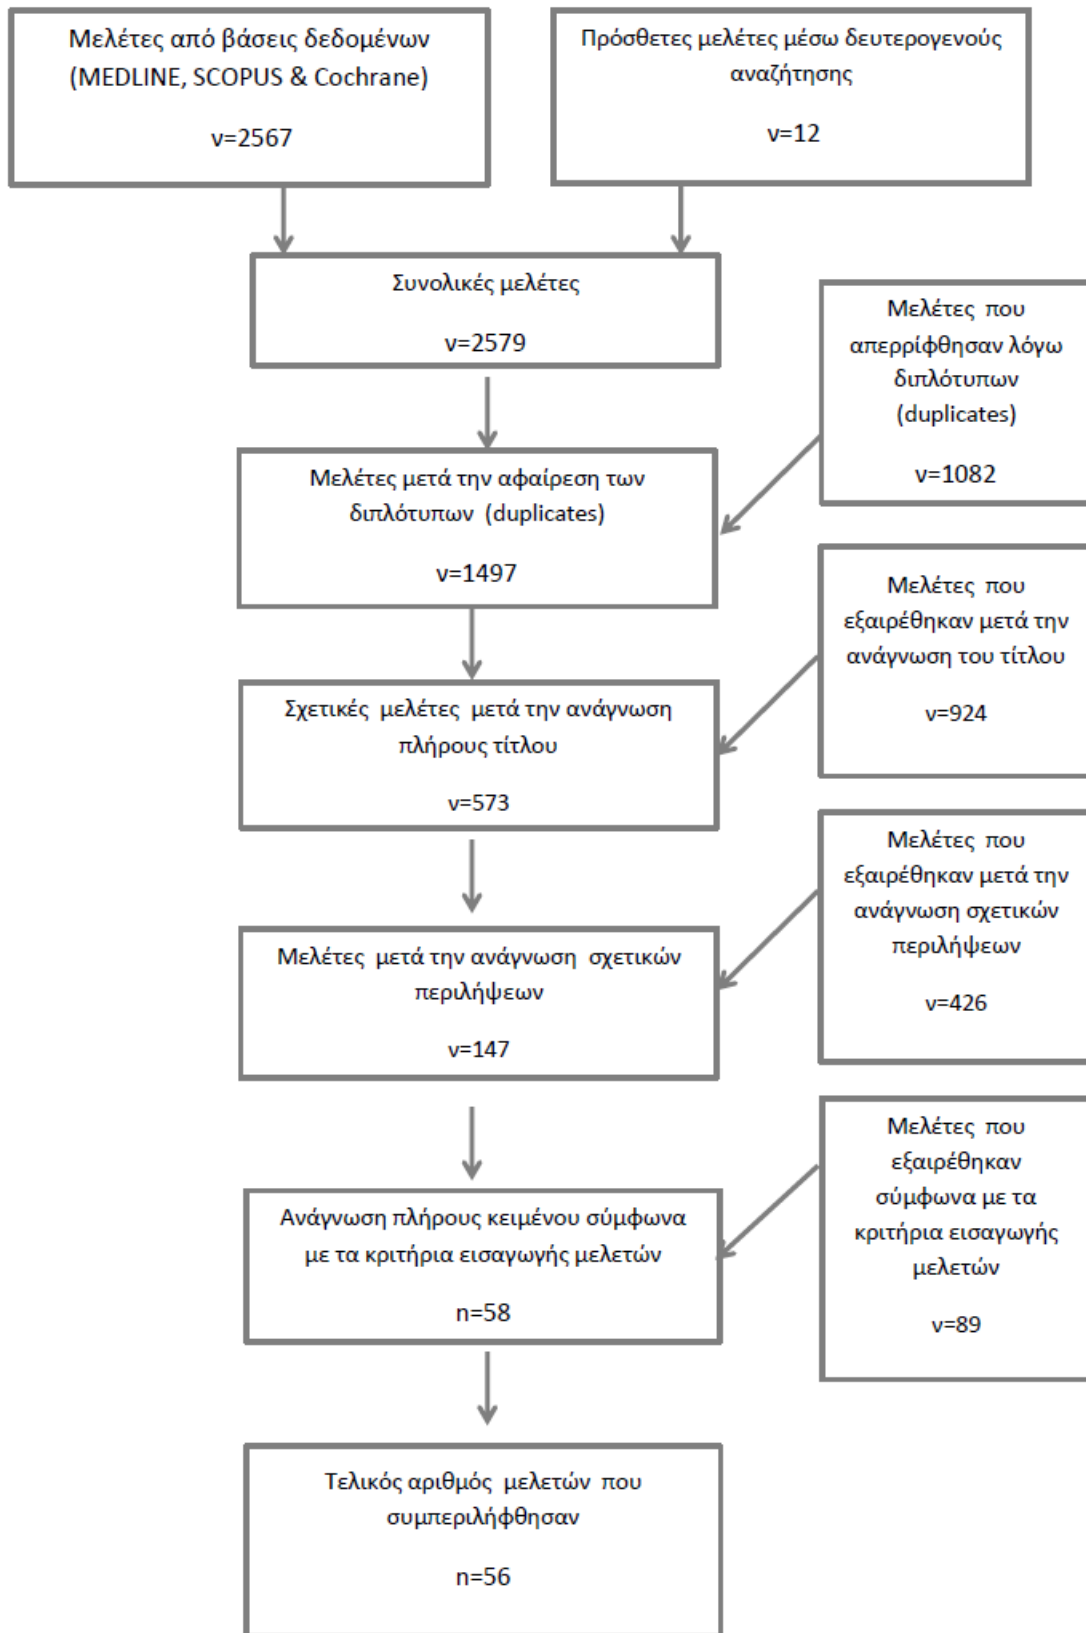 Μελέτες από βάσεις δεδομένων
(MEDLINE, SCOPUS & Cochrane)
ν=2567
Πρόσθετες μελέτες μέσω δευτερογενούς
αναζήτησης
ν=12
Συνολικές μελέτες
ν=2579
Μελέτες που
απερρίφθησαν λόγω
διπλότυπων
(duplicates)
ν=1082
Μελέτες μετά την αφαίρεση των
διπλότυπων (duplicates)
ν=1497
Μελέτες που
εξαιρέθηκαν μετά την
ανάγνωση του τίτλου
ν=924
Σχετικές μελέτες μετά την ανάγνωση
πλήρους τίτλου
ν=573
Μελέτες που
εξαιρέθηκαν μετά την
ανάγνωση σχετικών
περιλήψεων
ν=426
Μελέτες μετά την ανάγνωση σχετικών
περιλήψεων
ν=147
Μελέτες που
εξαιρέθηκαν
σύμφωνα με τα
κριτήρια εισαγωγής
μελετών
ν=89
Ανάγνωση πλήρους κειμένου σύμφωνα
με τα κριτήρια εισαγωγής μελετών
n=58
Τελικός αριθμός μελετών που
συμπεριλήφθησαν
n=56